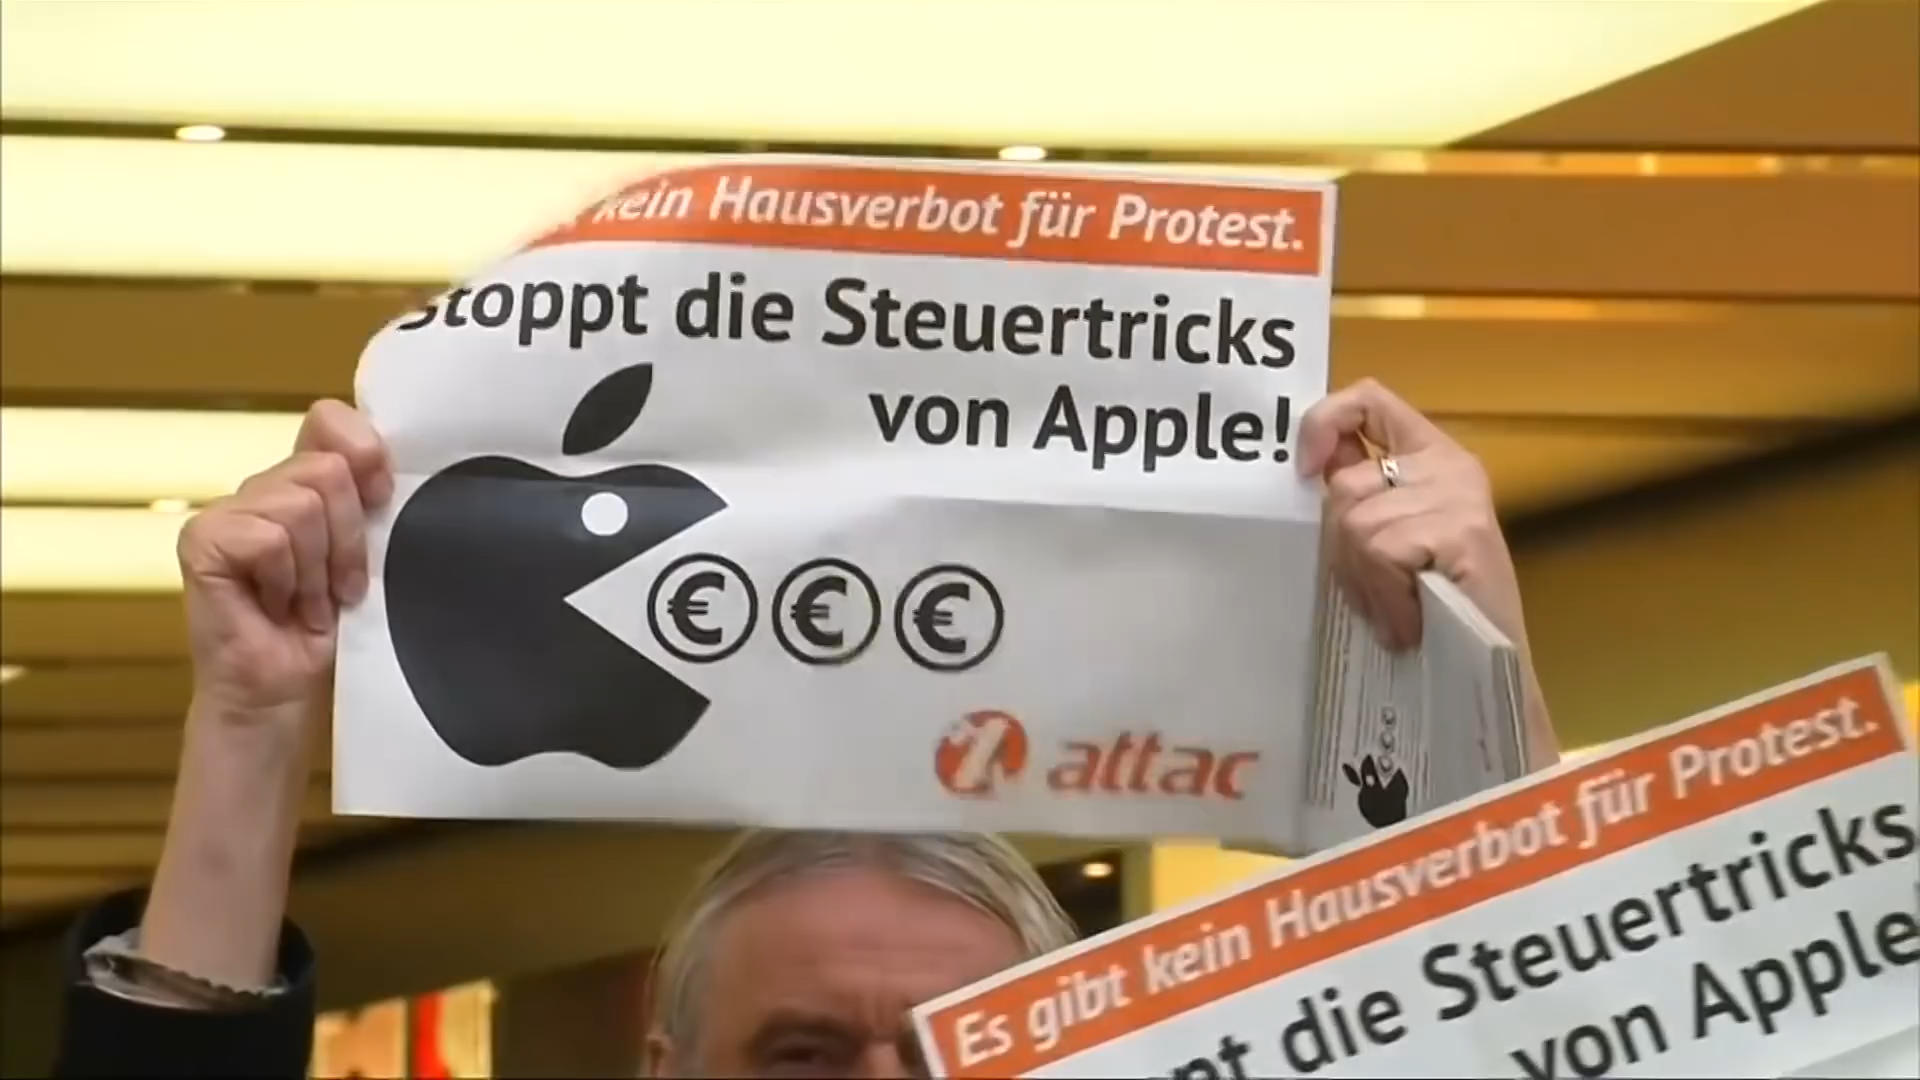 kein Hausverbot für Protest.
Stoppt die Steuertricks
von Apple!
€ € €
attac
Es gibt kein Hausverbot für Protest.
die Steuertricks
von Apple